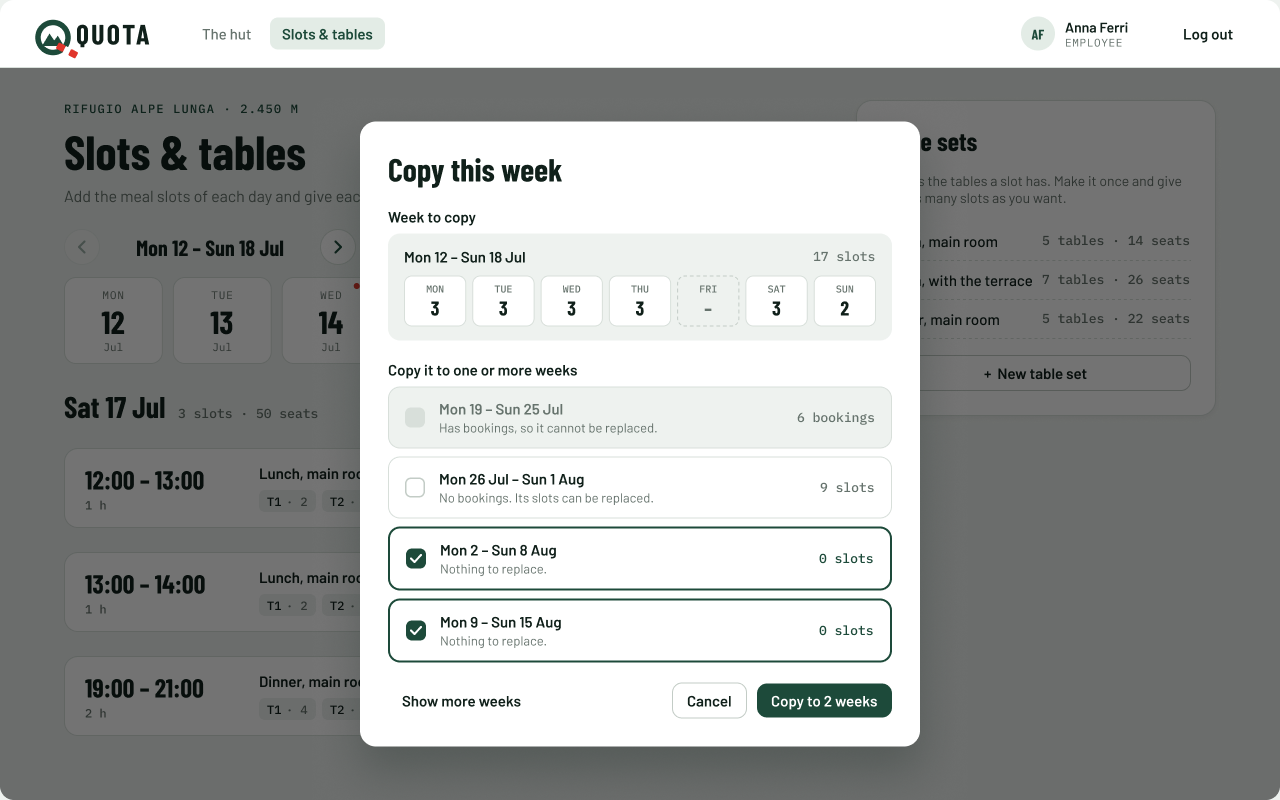 QUOTA
The hut
Slots & tables
AF
Anna Ferri
EMPLOYEE
Log out
RIFUGIO ALPE LUNGA · 2.450 M
Slots & tables
Add the meal slots of each day and give eac
Mon 12 – Sun 18 Jul
MON
12
Jul
TUE
13
Jul
WED
14
Jul
Sat 17 Jul
3 slots · 50 seats
12:00 – 13:00
1 h
Lunch, main roo
T1 · 2
T2 ·
13:00 – 14:00
1 h
Lunch, main roo
T1 · 2
T2 ·
19:00 – 21:00
2 h
Dinner, main roo
T1 · 4
T2 ·
Copy this week
Week to copy
Mon 12 – Sun 18 Jul
17 slots
MON
3
TUE
3
WED
3
THU
3
FRI
–
SAT
3
SUN
2
Copy it to one or more weeks
Mon 19 – Sun 25 Jul
Has bookings, so it cannot be replaced.
6 bookings
Mon 26 Jul – Sun 1 Aug
No bookings. Its slots can be replaced.
9 slots
Mon 2 – Sun 8 Aug
Nothing to replace.
0 slots
Mon 9 – Sun 15 Aug
Nothing to replace.
0 slots
Show more weeks
Cancel
Copy to 2 weeks
e sets
s the tables a slot has. Make it once and give
many slots as you want.
, main room
5 tables · 14 seats
, with the terrace
7 tables · 26 seats
r, main room
5 tables · 22 seats
+ New table set